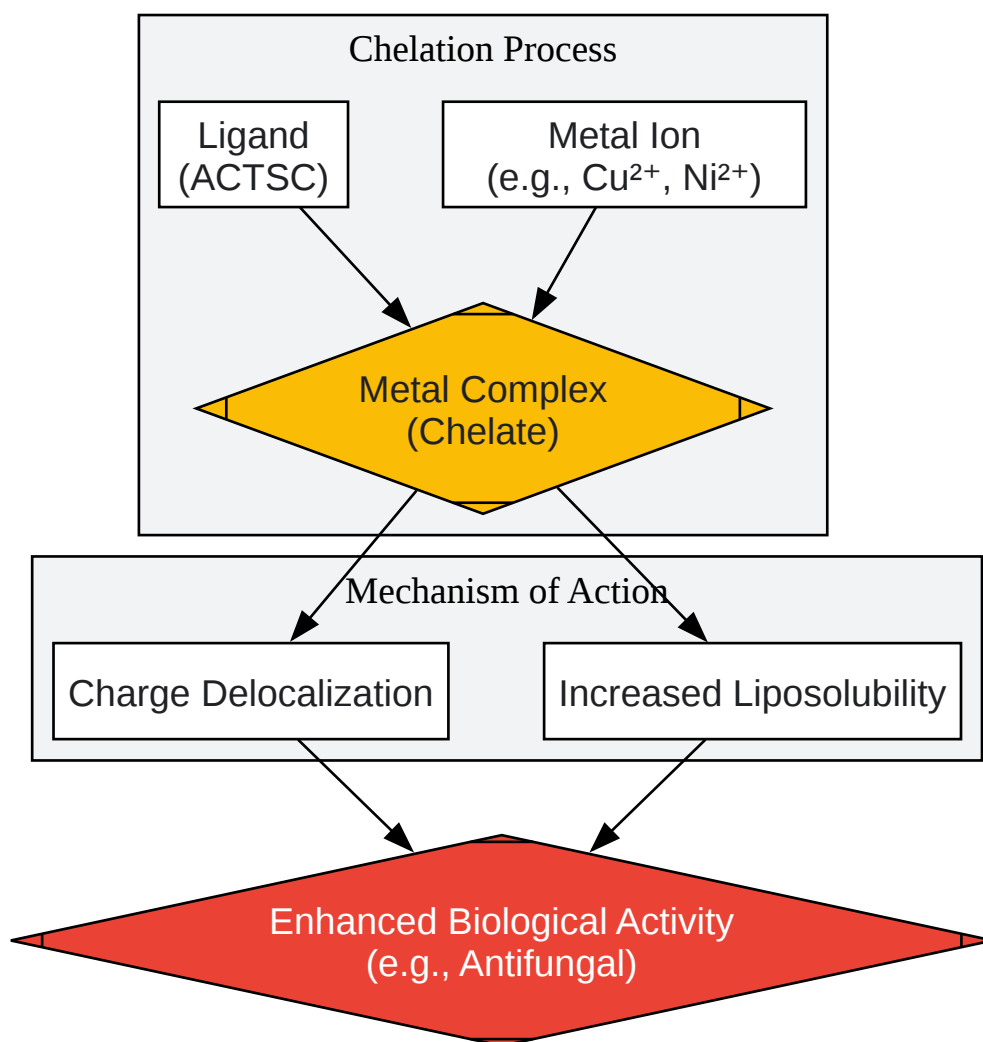 Chelation Process
Ligand
(ACTSC)
Metal Ion
(e.g., Cu²⁺, Ni²⁺)
Metal Complex
(Chelate)
Mechanism of Action
Charge Delocalization
Increased Liposolubility
Enhanced Biological Activity
(e.g., Antifungal)